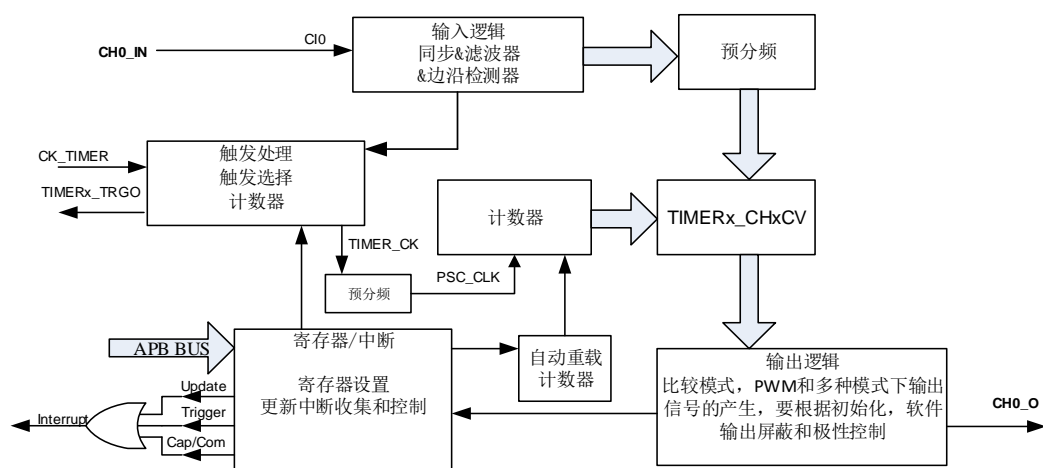 CH0_IN
CI0
输入逻辑
同步&滤波器
&边沿检测器
预分频
CK_TIMER
TIMERx_TRGO
触发处理
触发选择
计数器
计数器
TIMERx_CHxCV
TIMER_CK
预分频
PSC_CLK
APB BUS
寄存器/中断
寄存器设置
更新中断收集和控制
自动重载
计数器
输出逻辑
比较模式，PWM和多种模式下输出
信号的产生，要根据初始化，软件
输出屏蔽和极性控制
CH0_O
Update
Trigger
Cap/Com
Interrupt